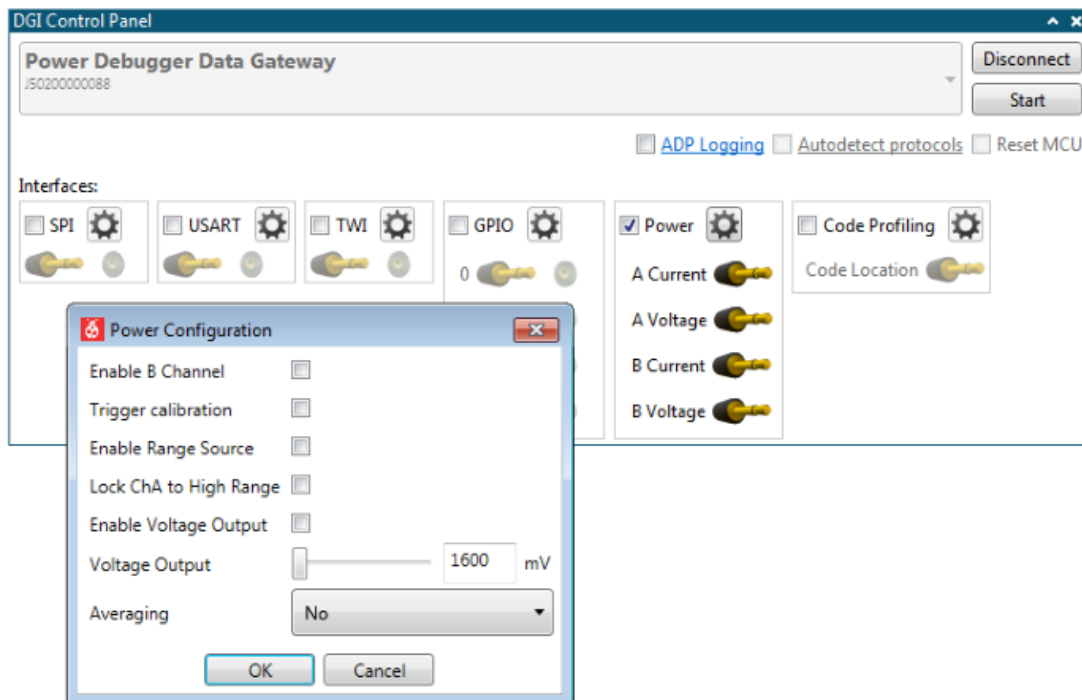 DGI Control Panel
Power Debugger Data Gateway
J50200000088
Disconnect
Start
ADP Logging Autodetect protocols Reset MCU
Interfaces:
SPI USART TWI GPIO Power Code Profiling
0 A Current Code Location
A Voltage
B Current
B Voltage
Power Configuration
Enable B Channel
Trigger calibration
Enable Range Source
Lock ChA to High Range
Enable Voltage Output
Voltage Output 1600 mV
Averaging No
OK Cancel